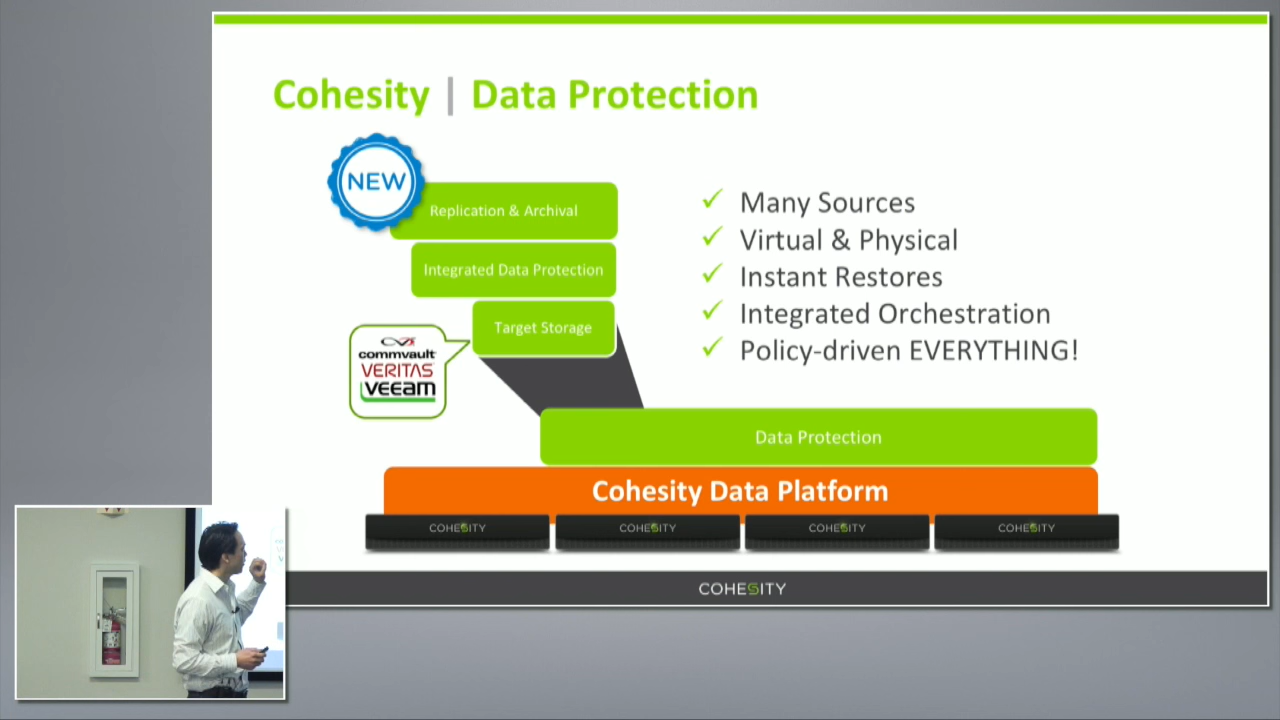 Cohesity | Data Protection
NEW
Replication & Archival
Integrated Data Protection
Target Storage
commvault
VERITAS
veeam
✓ Many Sources
✓ Virtual & Physical
✓ Instant Restores
✓ Integrated Orchestration
✓ Policy-driven EVERYTHING!
Data Protection
Cohesity Data Platform
COHESITY COHESITY COHESITY COHESITY
COHESITY